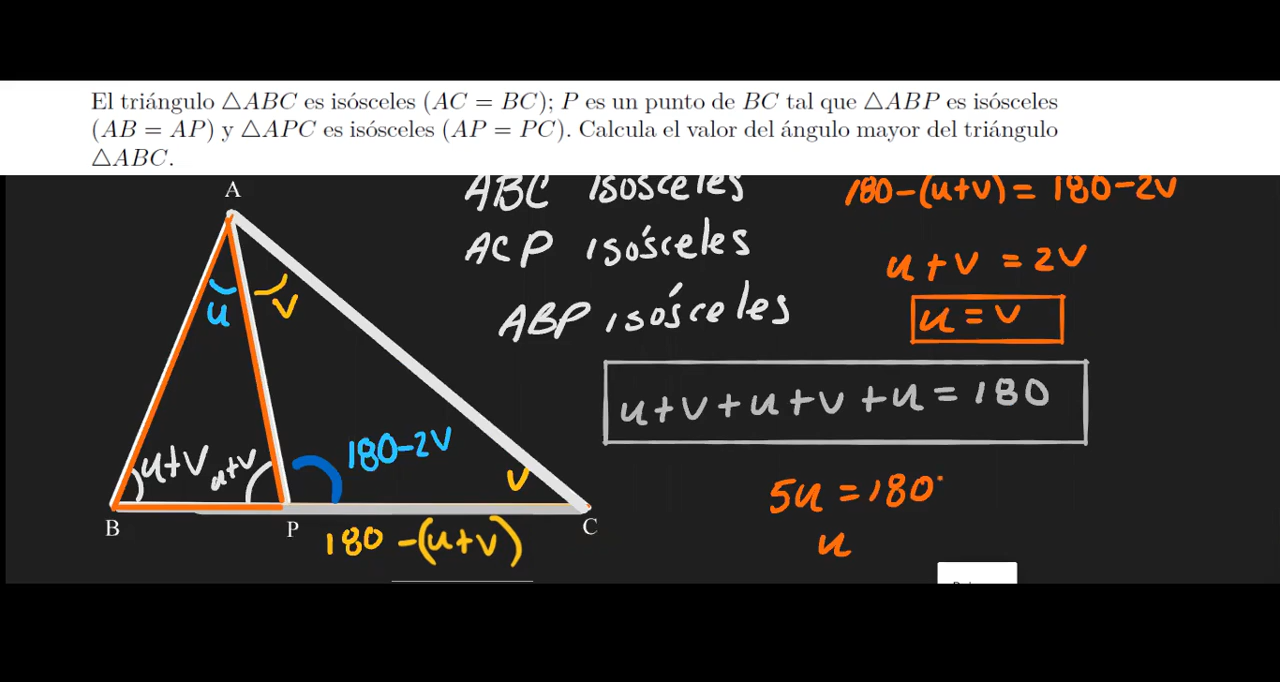 El triángulo △ABC es isósceles (AC = BC); P es un punto de BC tal que △ABP es isósceles
(AB = AP) y △APC es isósceles (AP = PC). Calcula el valor del ángulo mayor del triángulo
△ABC.
A
u
v
B
u+v
u+v
P
180-2v
v
C
180 -(u+v)
ABC isósceles
ACP isósceles
ABP isósceles
180-(u+v) = 180-2v
u+v = 2v
u = v
u+v+u+v+u = 180
5u = 180°
u